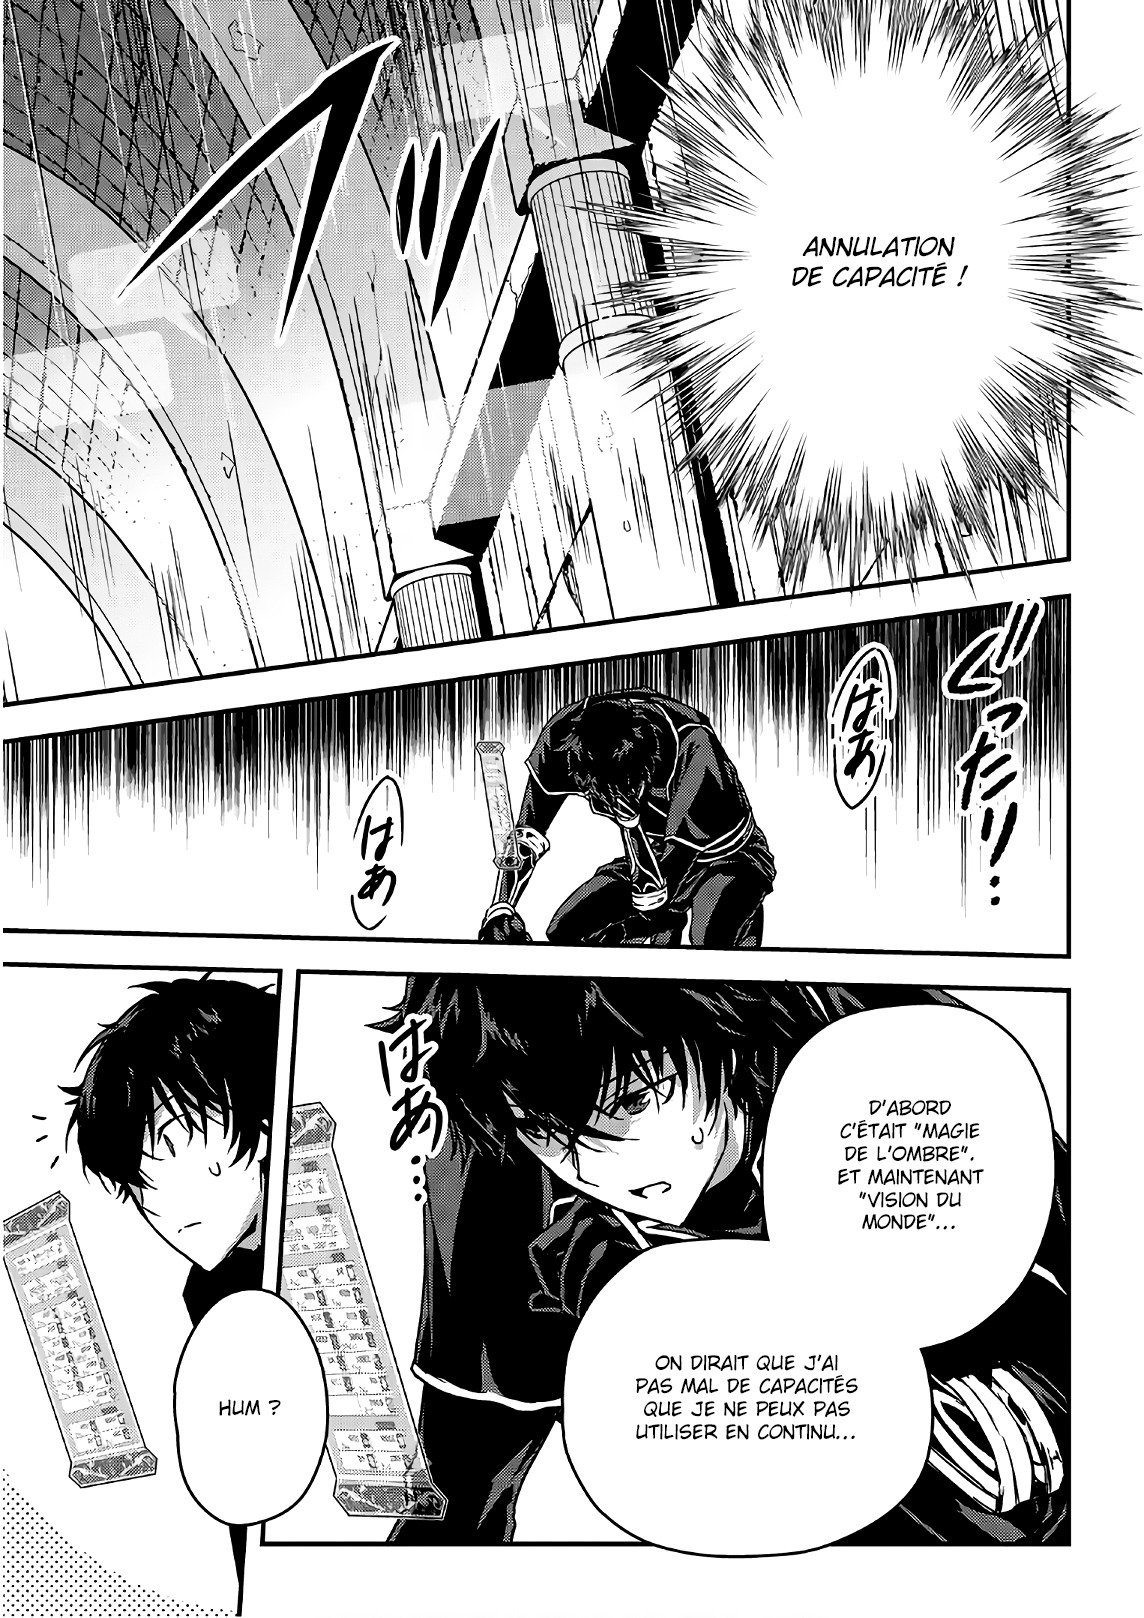 ANNULATION
DE CAPACITÉ !
フッ
ぐったり…
はぁ
はぁ
D'ABORD
C'ÉTAIT "MAGIE
DE L'OMBRE".
ET MAINTENANT
"VISION DU
MONDE"...
はぁ…
ON DIRAIT QUE J'AI
PAS MAL DE CAPACITÉS
QUE JE NE PEUX PAS
UTILISER EN CONTINU...
HUM ?